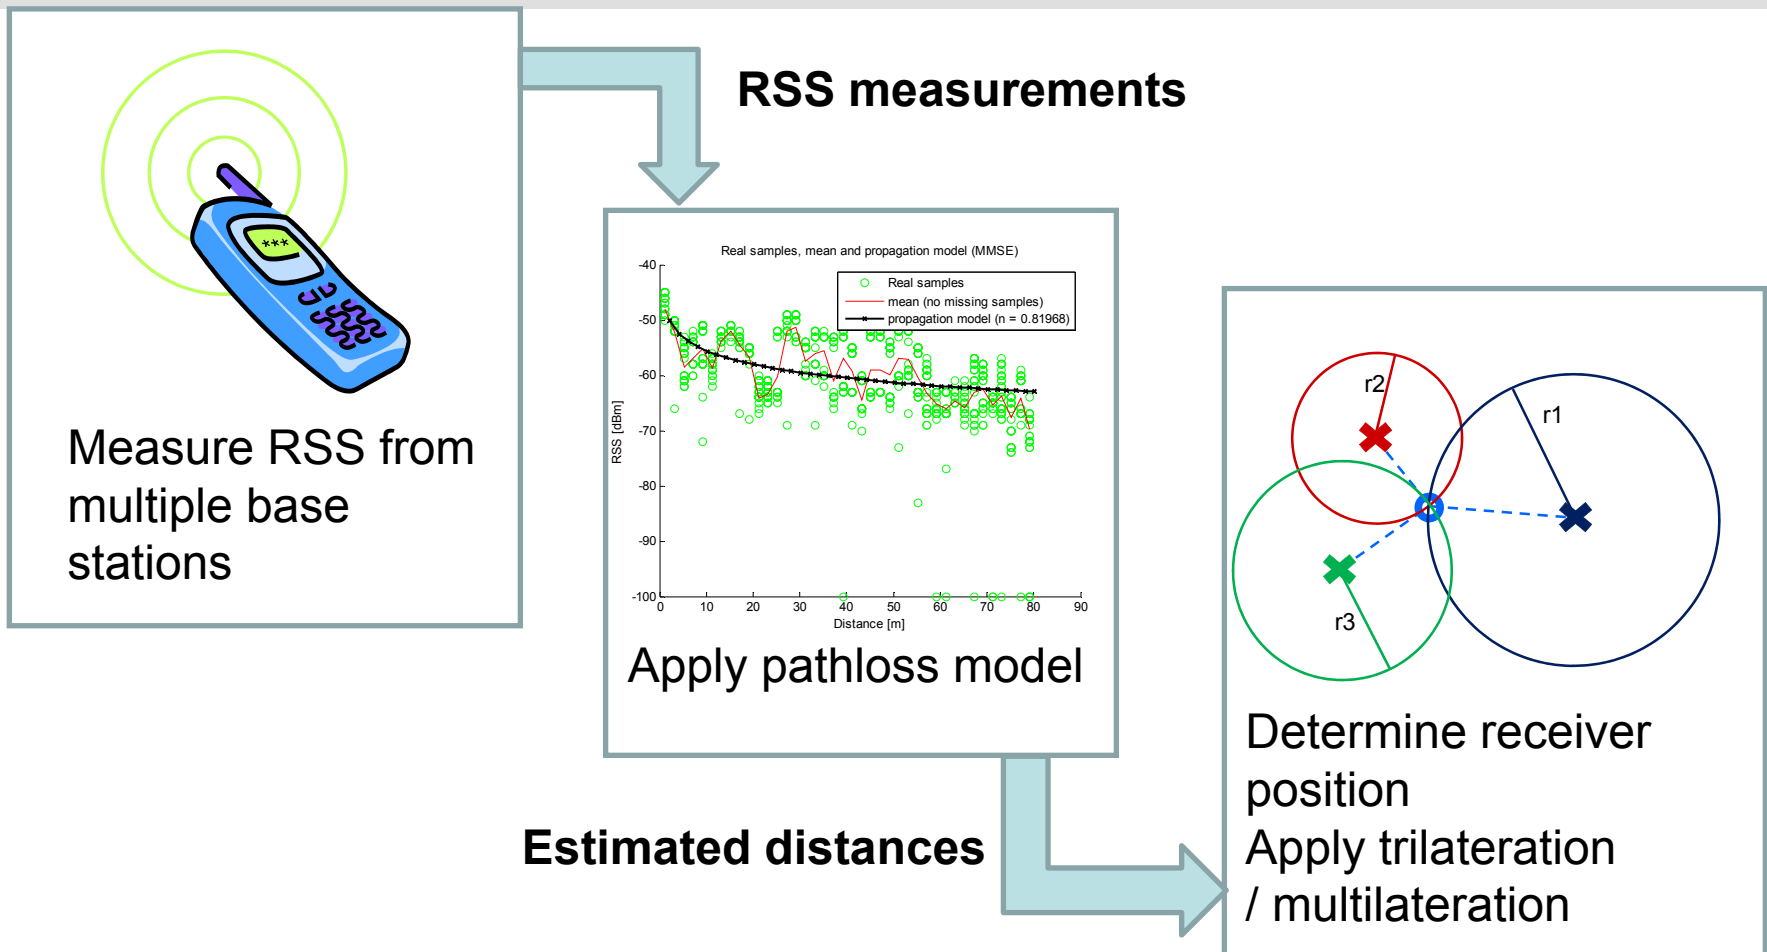 RSS measurements
***
Measure RSS from
multiple base
stations
Real samples, mean and propagation model (MMSE)
-40
-50
-60
-70
-80
-90
-100
RSS [dBm]
Real samples
mean (no missing samples)
propagation model (n = 0.81968)
0 10 20 30 40 50 60 70 80 90
Distance [m]
Apply pathloss model
Estimated distances
r2
r1
r3
Determine receiver
position
Apply trilateration
/ multilateration